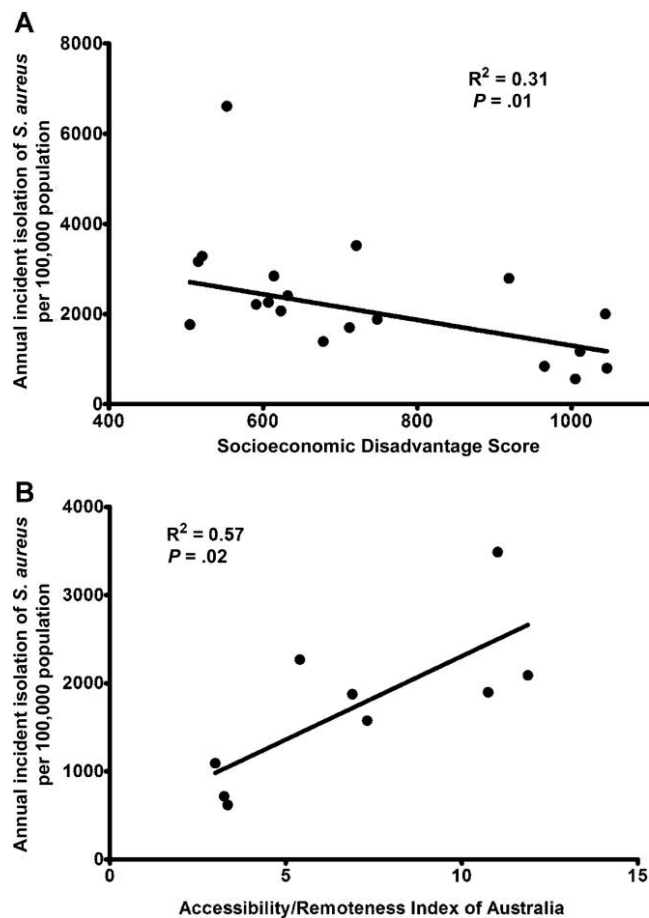 A
8000
6000
4000
2000
0
Annual incident isolation of S. aureus
per 100,000 population
R² = 0.31
P = .01
400
600
800
1000
Socioeconomic Disadvantage Score
B
4000
3000
2000
1000
0
Annual incident isolation of S. aureus
per 100,000 population
R² = 0.57
P = .02
0
5
10
15
Accessibility/Remoteness Index of Australia